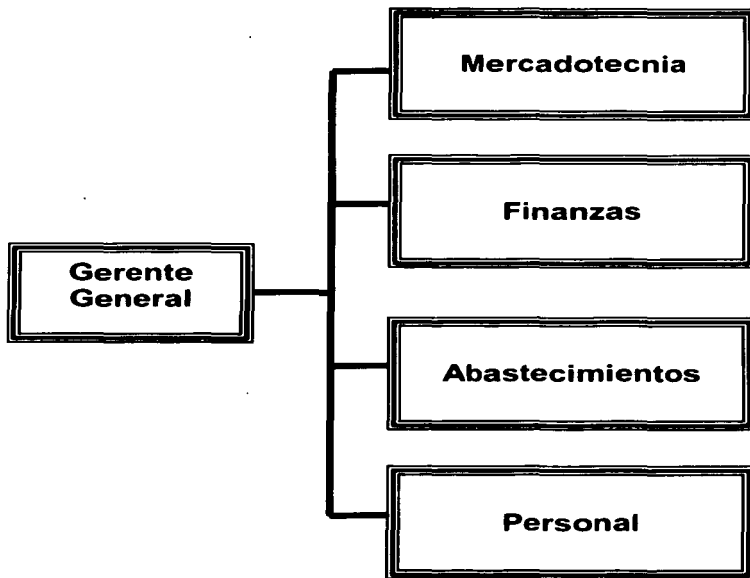 Mercadotecnia
Finanzas
Gerente
General
Abastecimientos
Personal